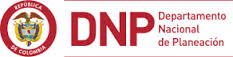 REPÚBLICA
DE COLOMBIA
DNP
Departamento
Nacional
de Planeación